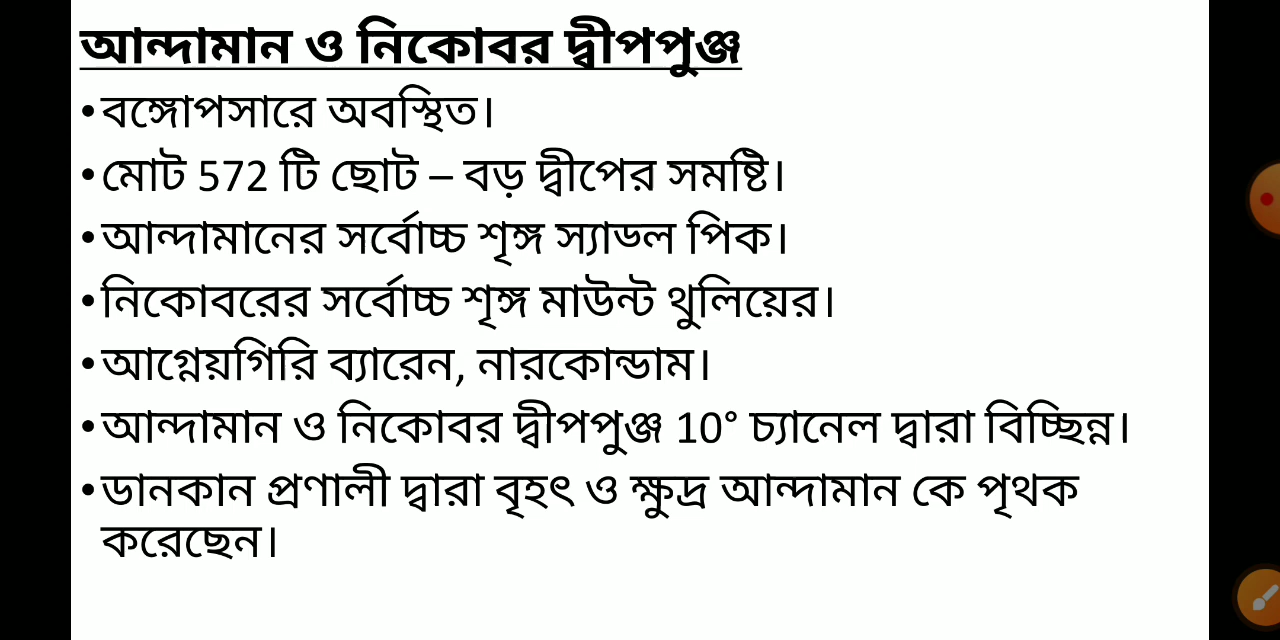 আন্দামান ও নিকোবর দ্বীপপুঞ্জ
•বঙ্গোপসারে অবস্থিত।
•মোট 572 টি ছোট – বড় দ্বীপের সমষ্টি।
•আন্দামানের সর্বোচ্চ শৃঙ্গ স্যাডল পিক।
•নিকোবরের সর্বোচ্চ শৃঙ্গ মাউন্ট থুলিয়ের।
•আগ্নেয়গিরি ব্যারেন, নারকোন্ডাম।
•আন্দামান ও নিকোবর দ্বীপপুঞ্জ 10° চ্যানেল দ্বারা বিচ্ছিন্ন।
•ডানকান প্রণালী দ্বারা বৃহৎ ও ক্ষুদ্র আন্দামান কে পৃথক
করেছেন।